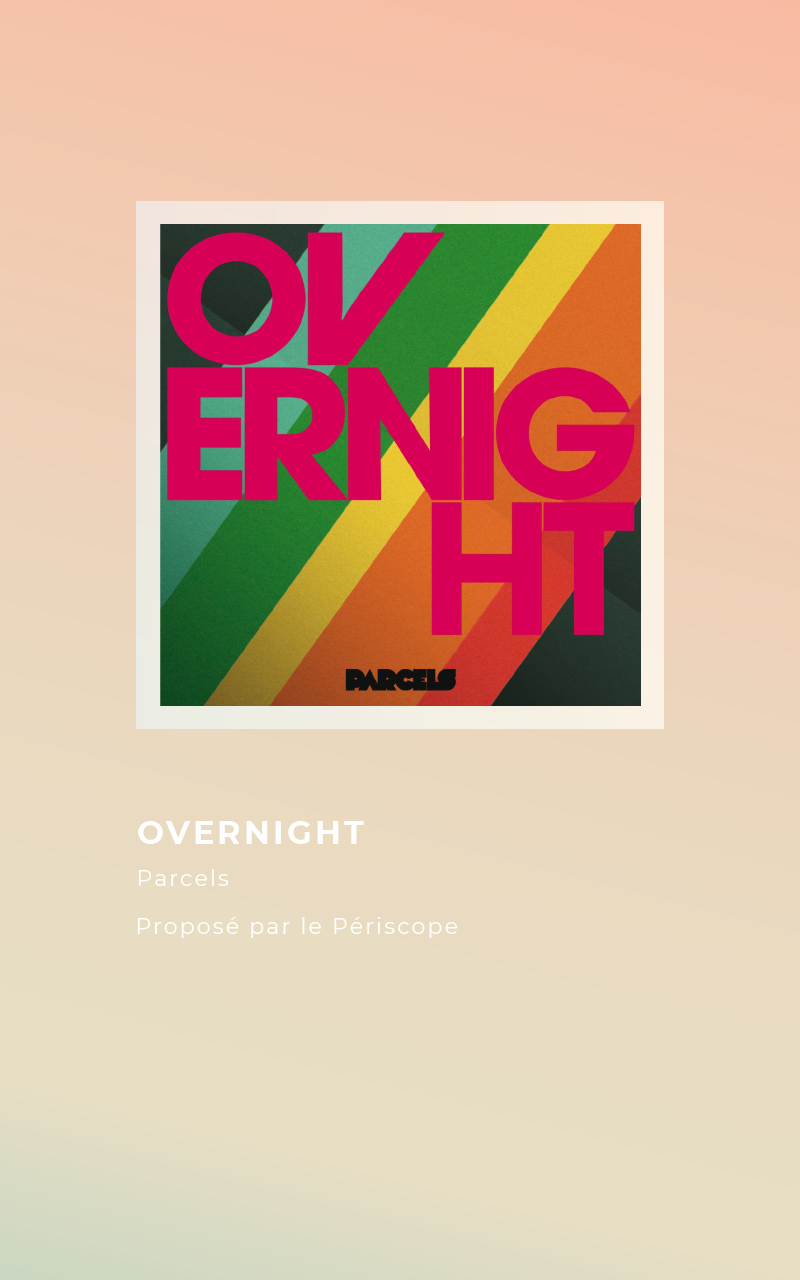 OV
ERNIG
HT
PARCELS
OVERNIGHT
Parcels
Proposé par le Périscope